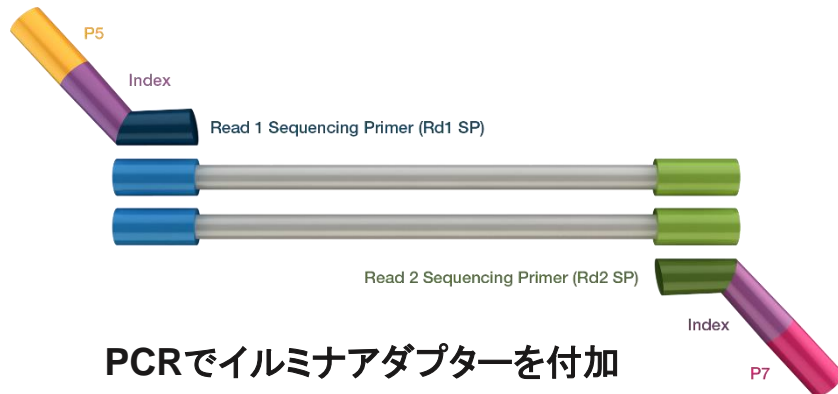 P5
Index
Read 1 Sequencing Primer (Rd1 SP)
Read 2 Sequencing Primer (Rd2 SP)
Index
PCRでイルミナアダプターを付加
P7